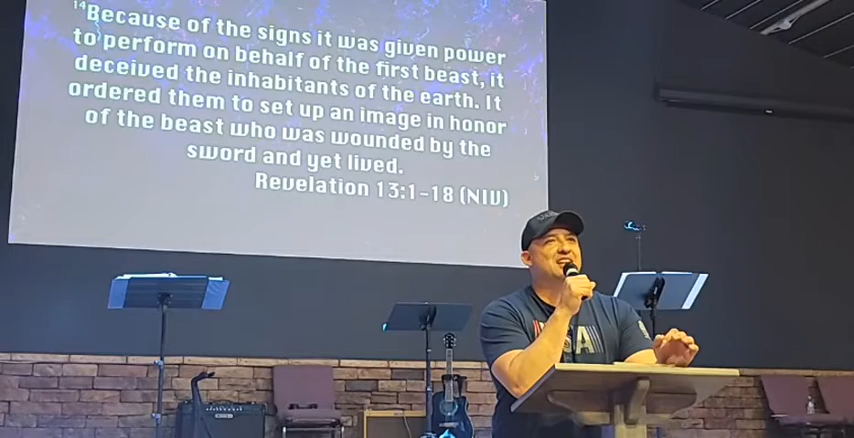 ¹⁴Because of the signs it was given power
to perform on behalf of the first beast, it
deceived the inhabitants of the earth. It
ordered them to set up an image in honor
of the beast who was wounded by the
sword and yet lived.
Revelation 13:1-18 (NIV)